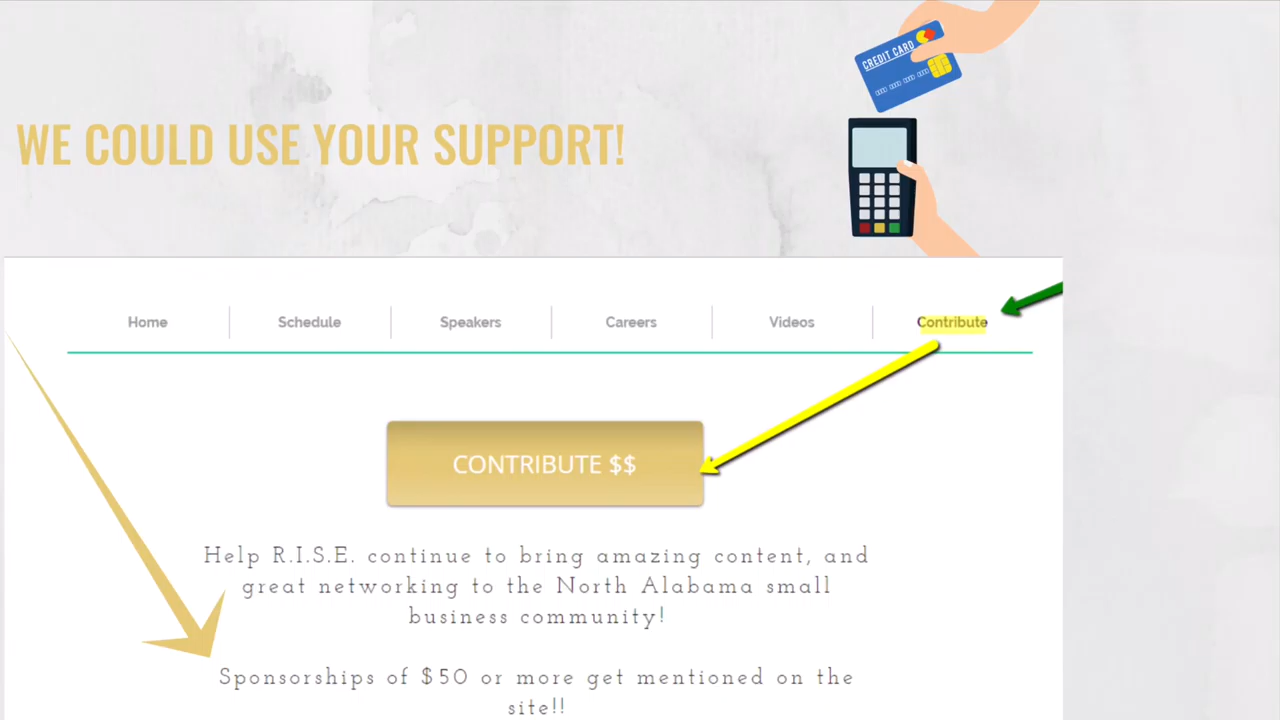 CREDIT CARD
WE COULD USE YOUR SUPPORT!
Home Schedule Speakers Careers Videos Contribute
CONTRIBUTE $$
Help R.I.S.E. continue to bring amazing content, and
great networking to the North Alabama small
business community!
Sponsorships of $50 or more get mentioned on the
site!!